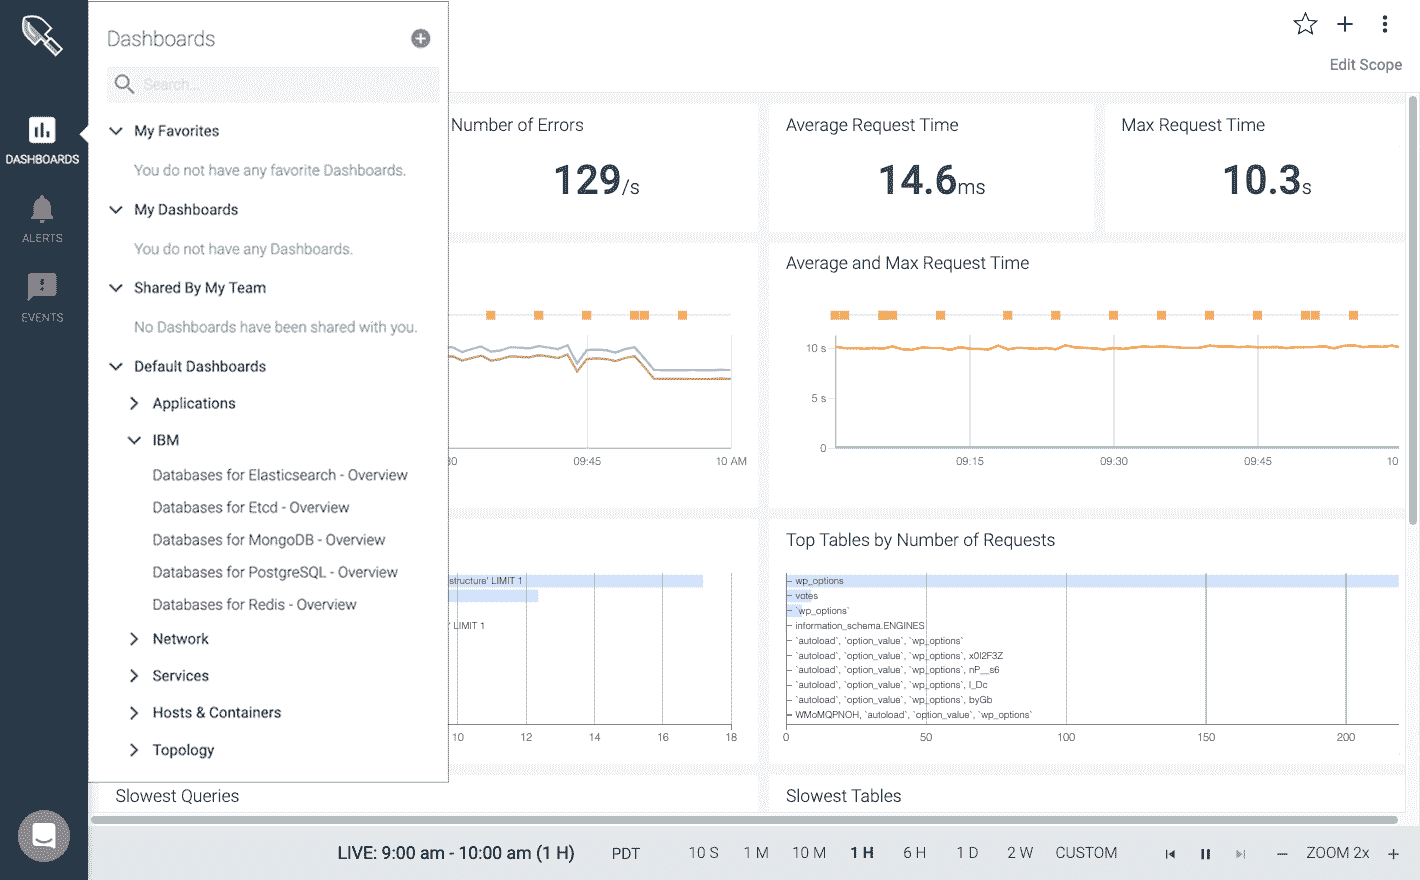 Dashboards
Search...
My Favorites
You do not have any favorite Dashboards.
My Dashboards
You do not have any Dashboards.
Shared By My Team
No Dashboards have been shared with you.
Default Dashboards
Applications
IBM
Databases for Elasticsearch - Overview
Databases for Etcd - Overview
Databases for MongoDB - Overview
Databases for PostgreSQL - Overview
Databases for Redis - Overview
Network
Services
Hosts & Containers
Topology
DASHBOARDS
ALERTS
EVENTS
Edit Scope
Number of Errors
129/s
Average Request Time
14.6ms
Max Request Time
10.3s
09:45
10 AM
Average and Max Request Time
10 s
5 s
0
09:15
09:30
09:45
10
structure' LIMIT 1
' LIMIT 1
10
12
14
16
18
Top Tables by Number of Requests
wp_options
votes
`wp_options`
information_schema.ENGINES
`autoload`, `option_value`, `wp_options`
`autoload`, `option_value`, `wp_options`, x0I2F3Z
`autoload`, `option_value`, `wp_options`, nP__s6
`autoload`, `option_value`, `wp_options`, l_Dc
`autoload`, `option_value`, `wp_options`, byGb
WMoMQPNOH, `autoload`, `option_value`, `wp_options`
0
50
100
150
200
Slowest Queries
Slowest Tables
LIVE: 9:00 am - 10:00 am (1 H)
PDT
10 S
1 M
10 M
1 H
6 H
1 D
2 W
CUSTOM
ZOOM 2x